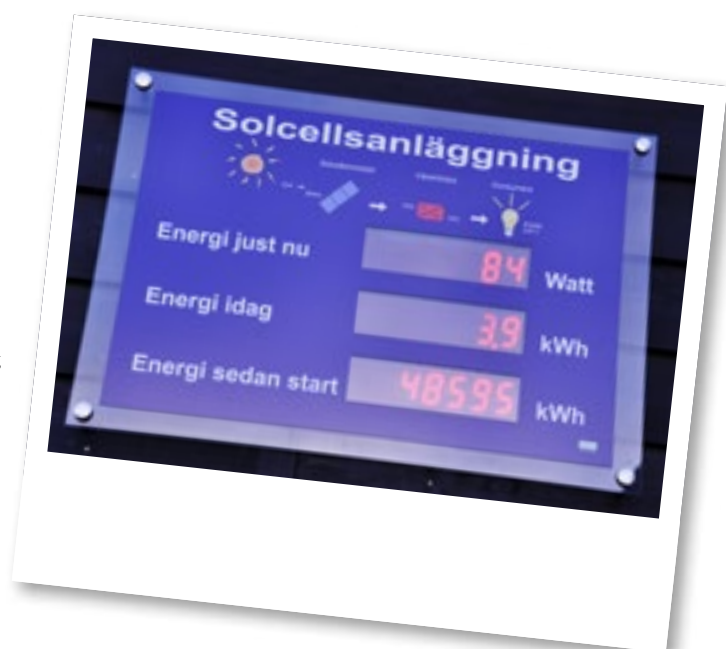 Solcellsanläggning
Energi just nu 84 Watt
Energi idag 3,9 kWh
Energi sedan start 48595 kWh